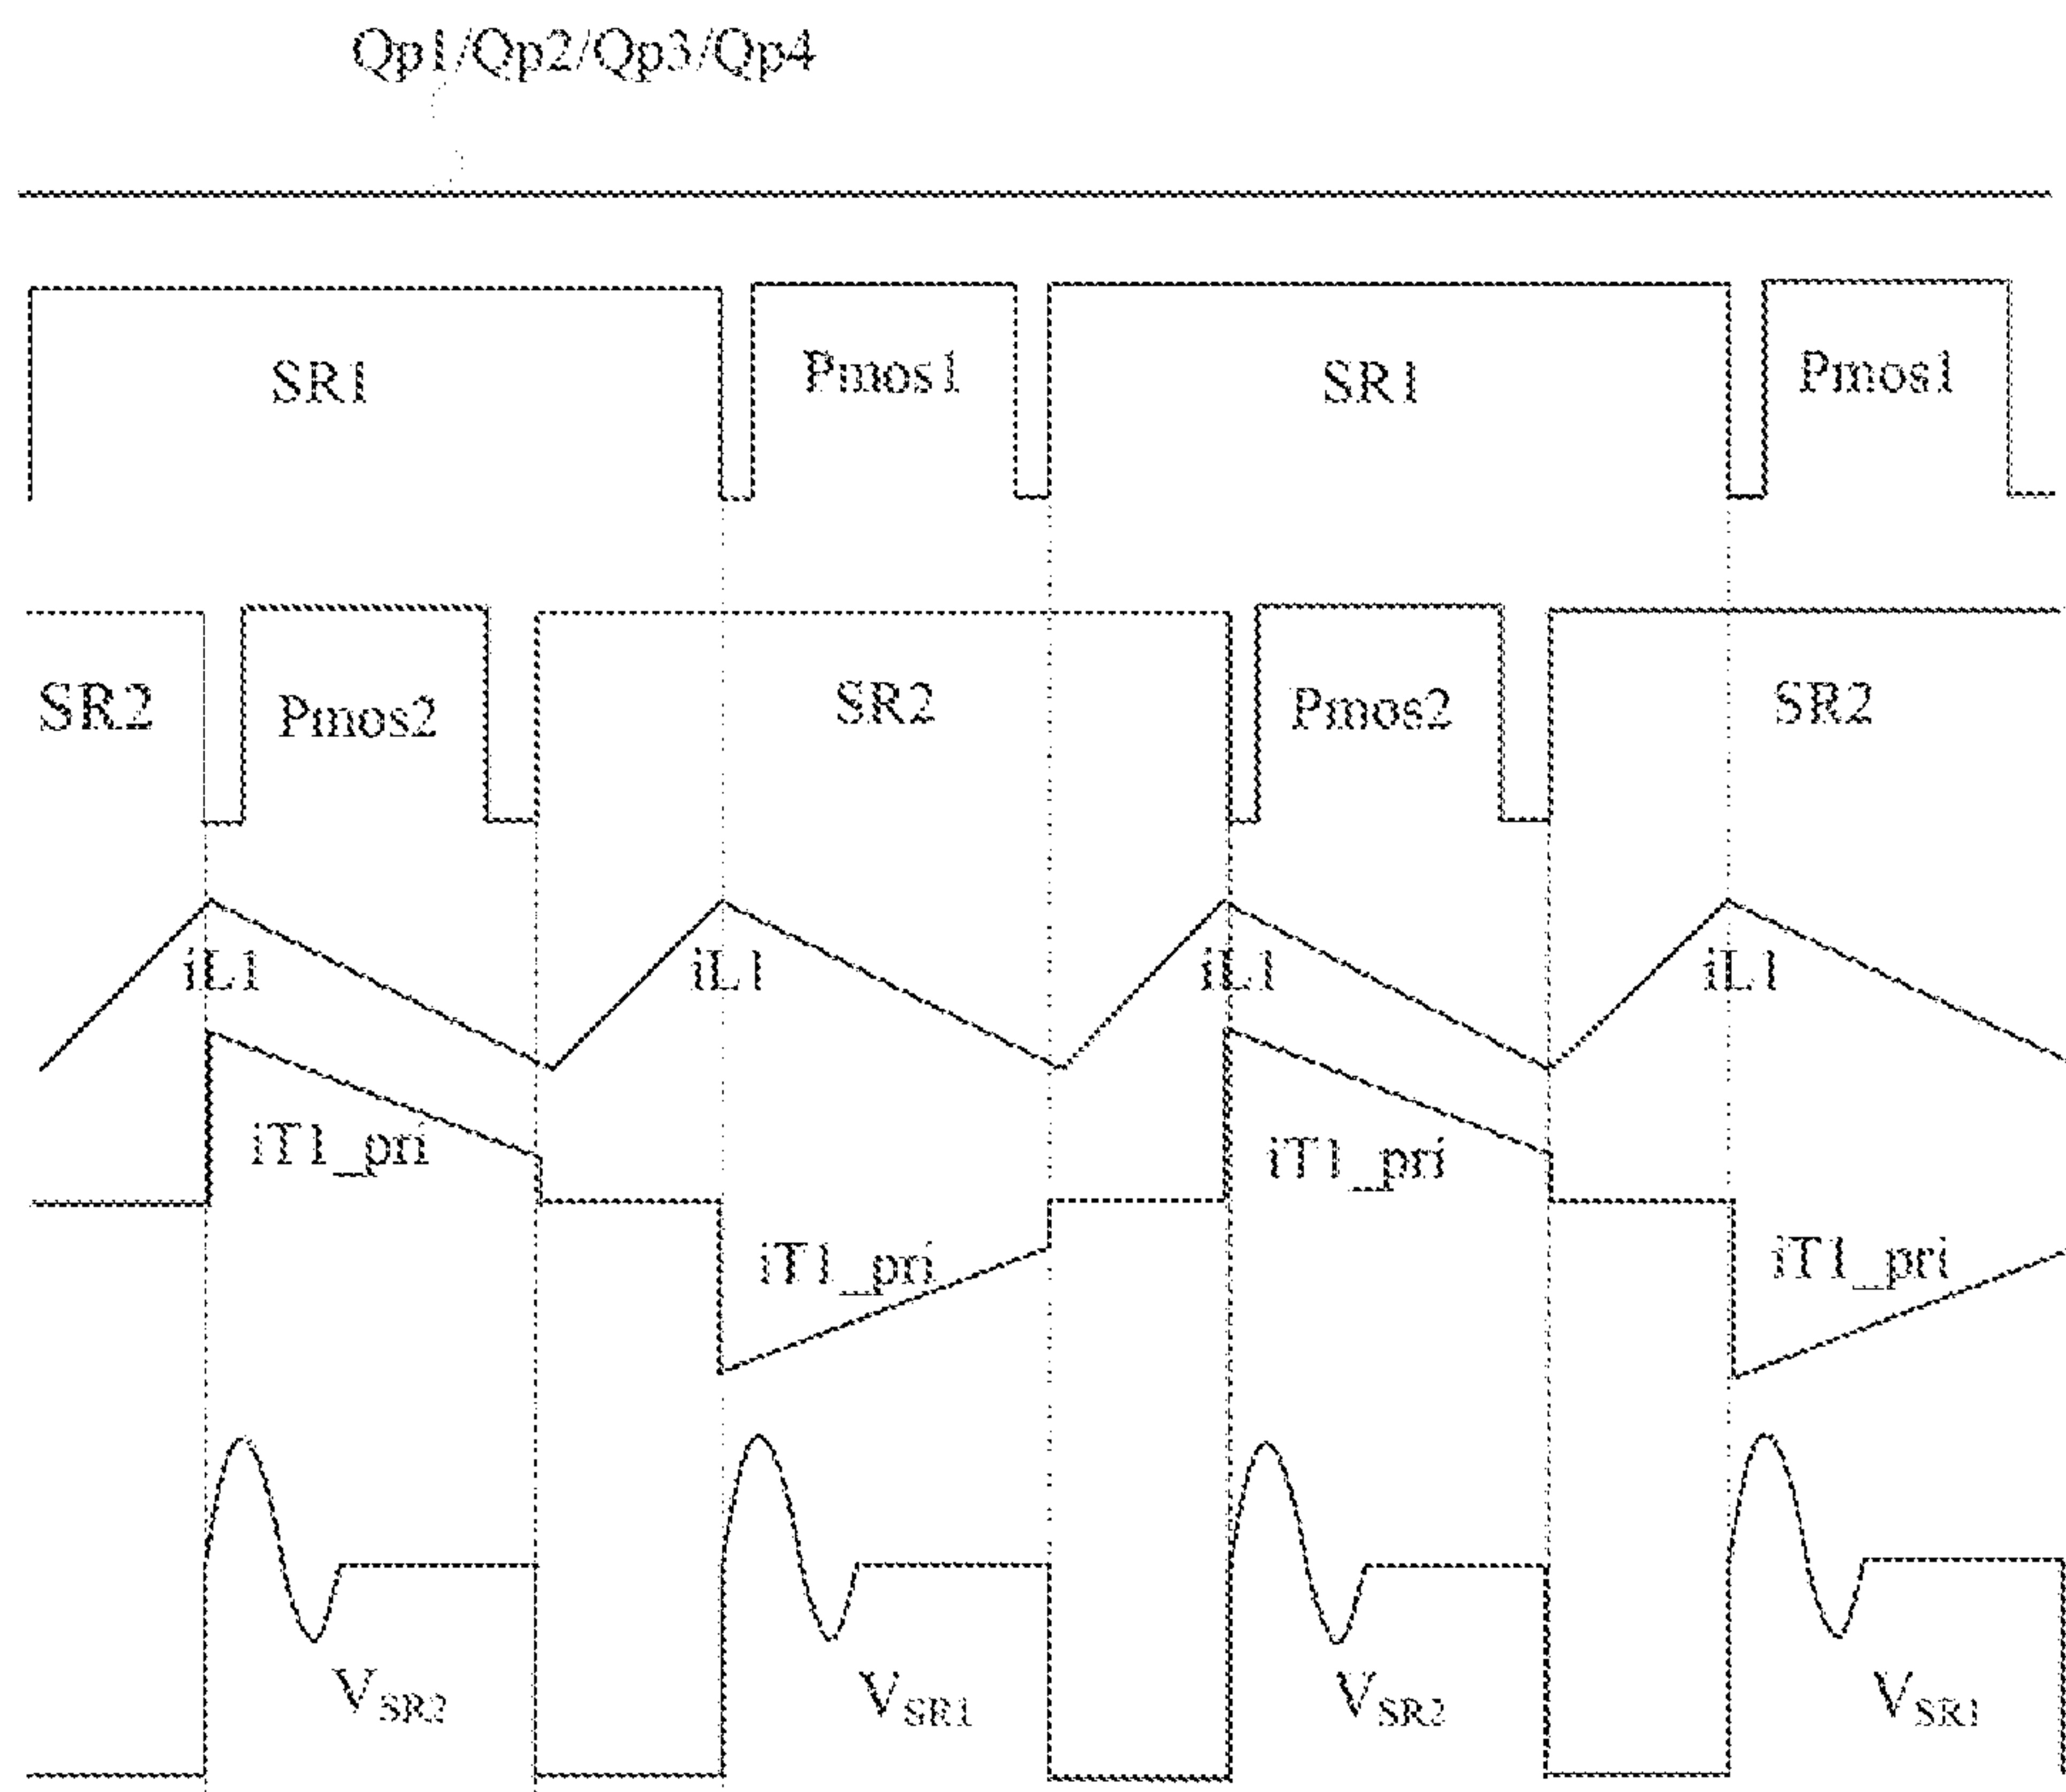 Qp1/Qp2/Qp3/Qp4
SR1 Pmos1 SR1 Pmos1
SR2 Pmos2 SR2 Pmos2 SR2
iL1 iL1 iL1 iL1
iT1_pri iT1_pri
iT1_pri iT1_pri
VSR2 VSR1 VSR2 VSR1